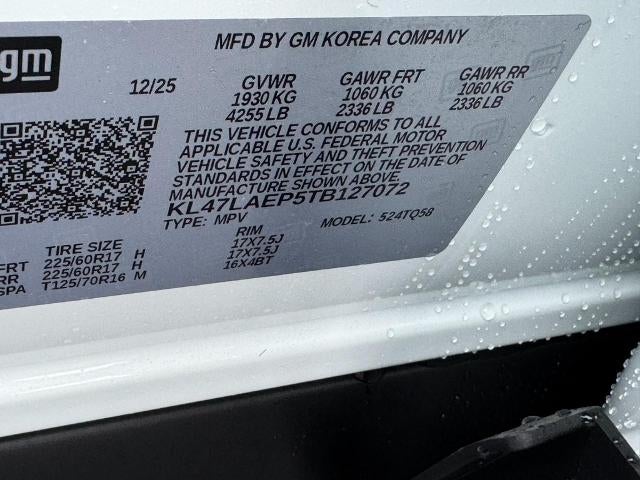 gm
MFD BY GM KOREA COMPANY
12/25 GVWR GAWR FRT GAWR RR
1930 KG 1060 KG 1060 KG
4255 LB 2336 LB 2336 LB
THIS VEHICLE CONFORMS TO ALL
APPLICABLE U.S. FEDERAL MOTOR
VEHICLE SAFETY AND THEFT PREVENTION
STANDARDS IN EFFECT ON THE DATE OF
MANUFACTURE SHOWN ABOVE.
KL47LAEP5TB127072
TYPE: MPV MODEL: 524TQ58
TIRE SIZE RIM
FRT 225/60R17 H 17X7.5J
RR 225/60R17 H 17X7.5J
SPA T125/70R16 M 16X4BT